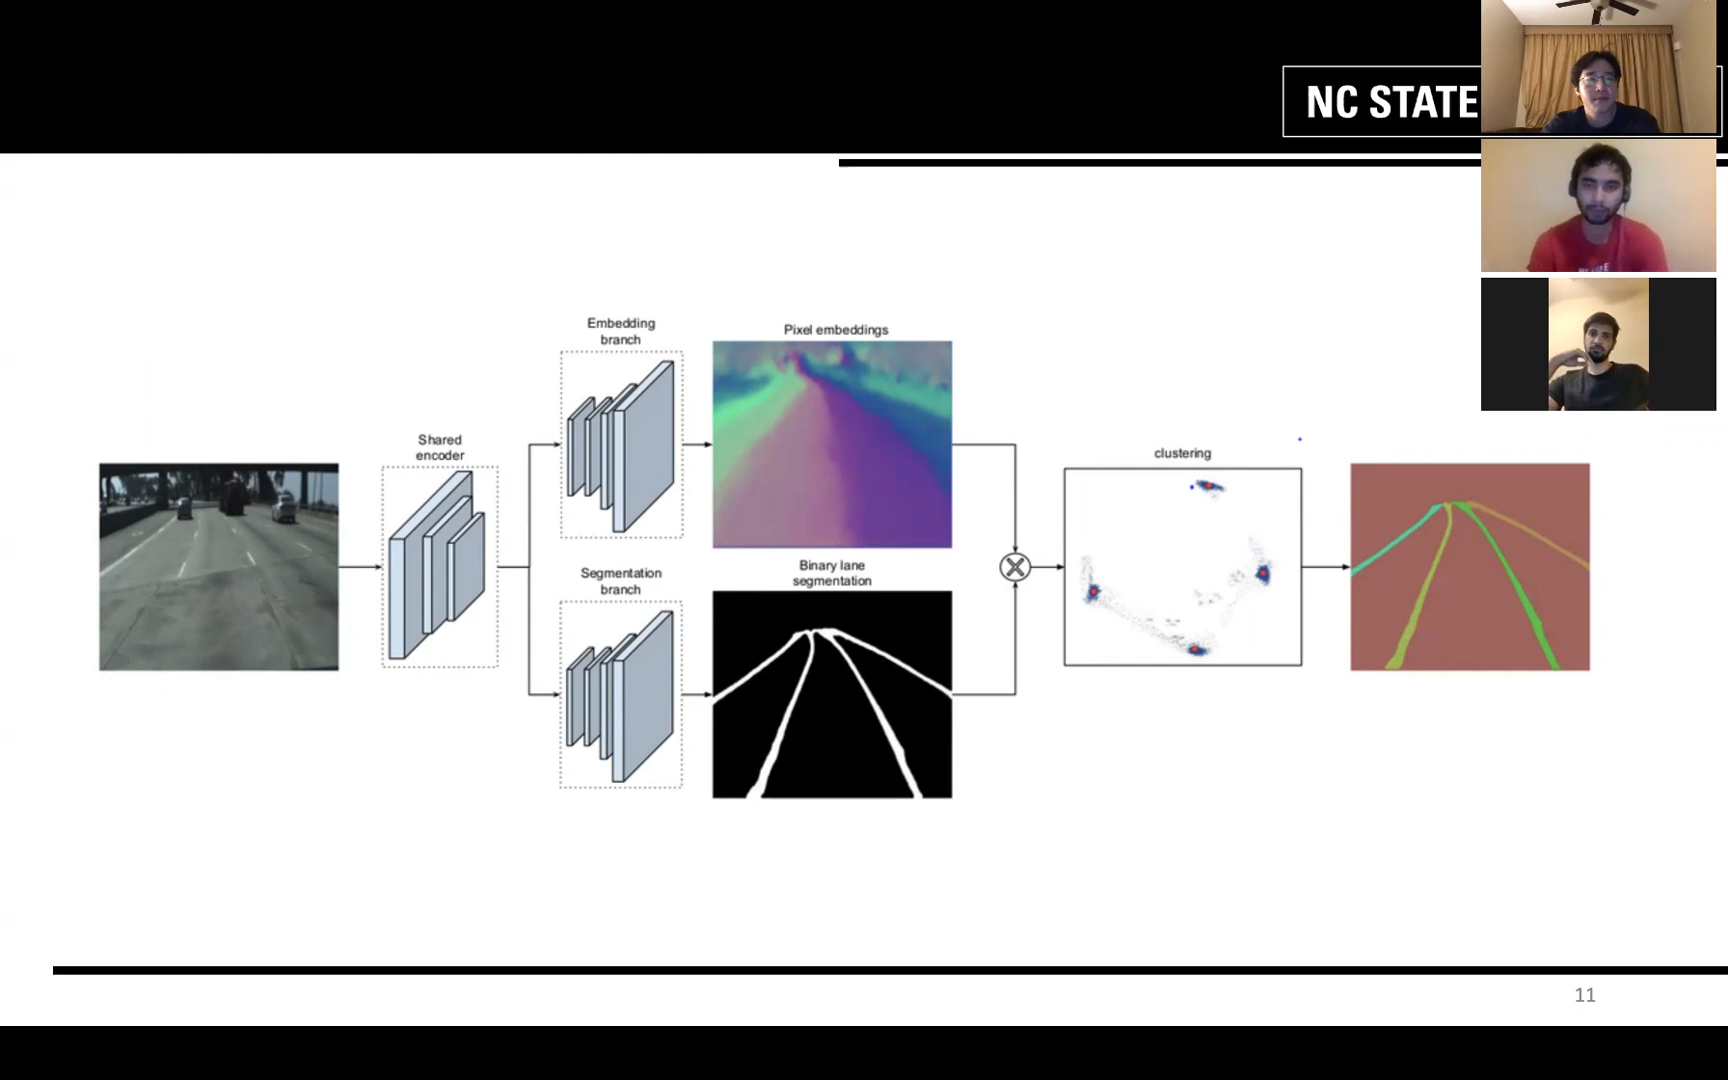 NC STATE
Embedding
branch
Pixel embeddings
Shared
encoder
clustering
Segmentation
branch
Binary lane
segmentation
11